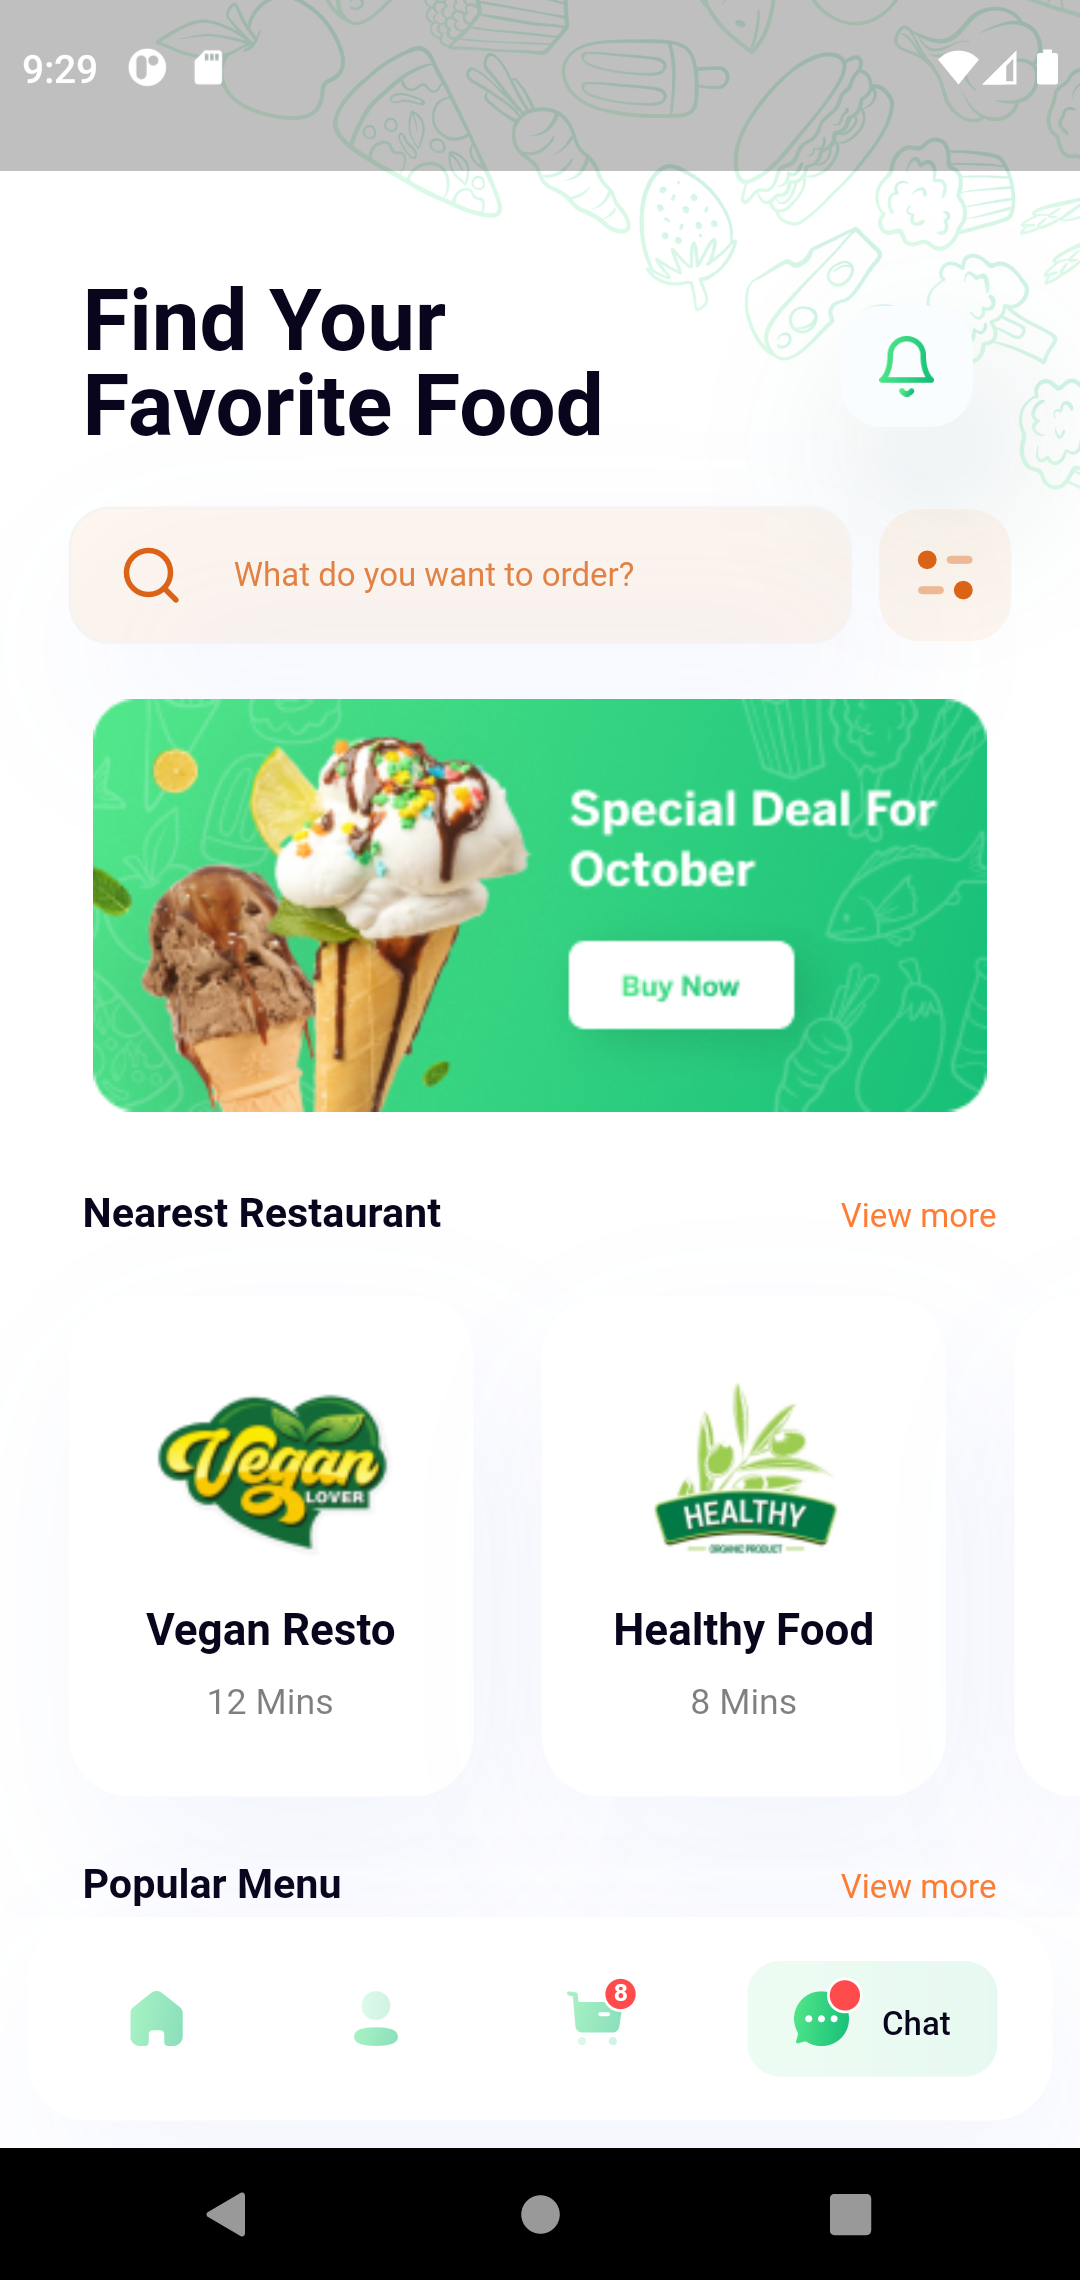 9:29
Find Your
Favorite Food
What do you want to order?
Special Deal For
October
Buy Now
Nearest Restaurant
View more
Vegan
LOVER
HEALTHY
ORGANIC PRODUCT
Vegan Resto
Healthy Food
12 Mins
8 Mins
Popular Menu
View more
8
Chat